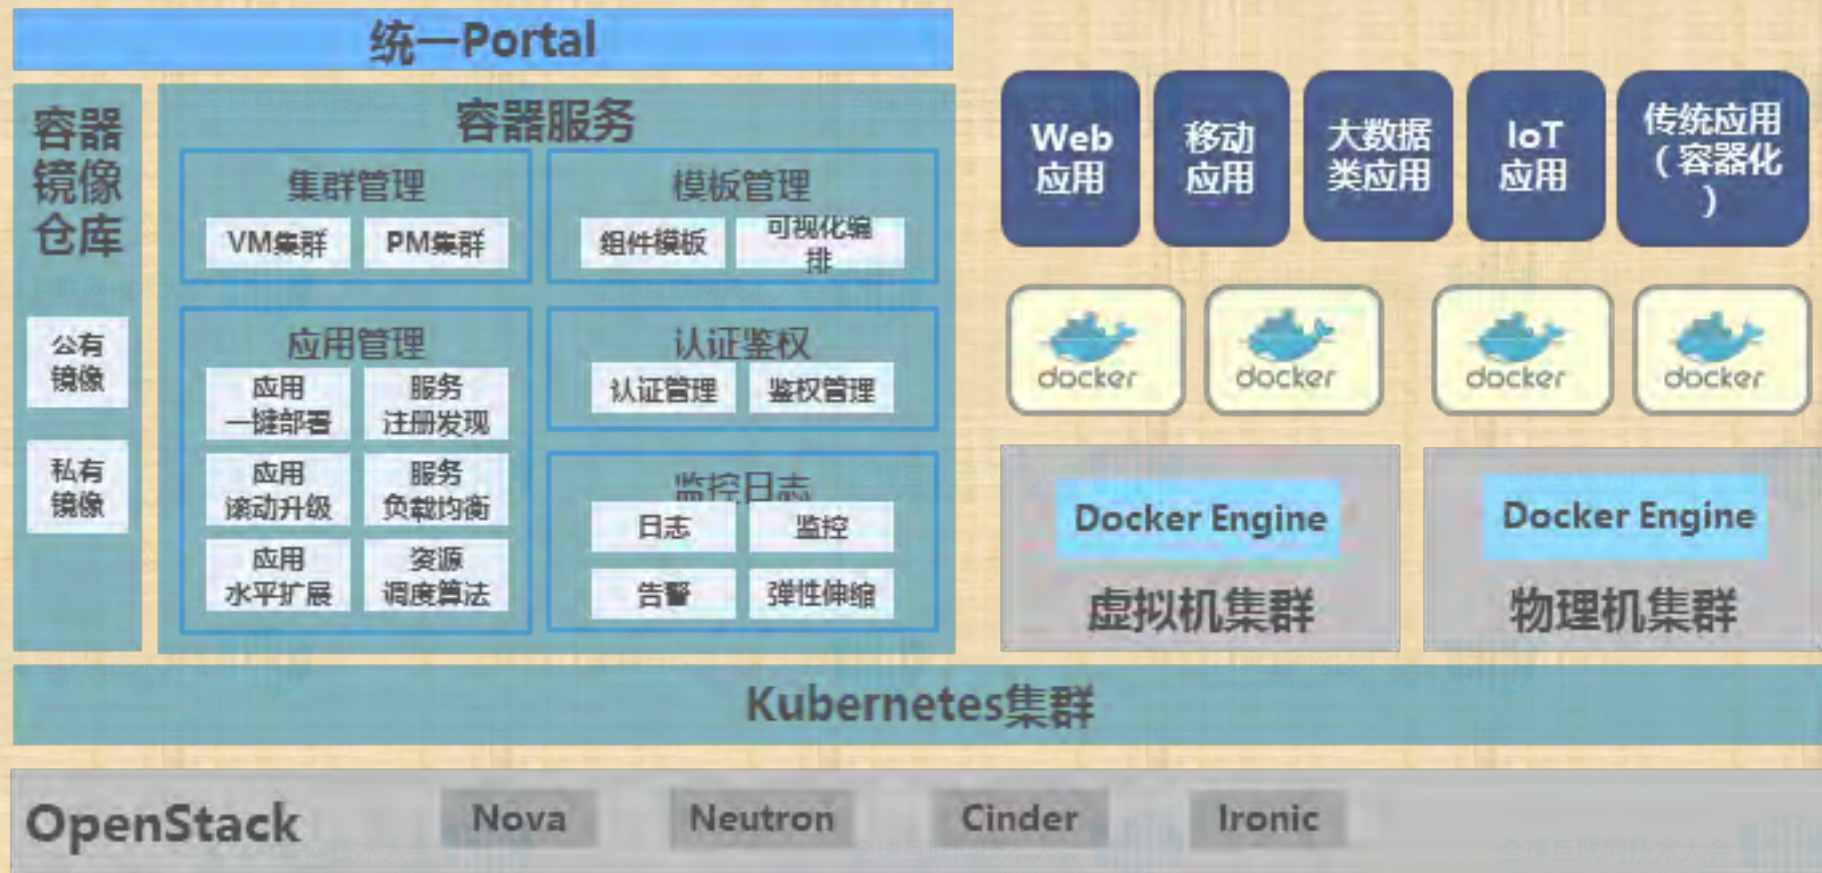 统一Portal
容器
镜像
仓库
公有
镜像
私有
镜像
容器服务
集群管理
VM集群
PM集群
模板管理
组件模板
可视化编
排
应用管理
应用
一键部署
服务
注册发现
应用
滚动升级
服务
负载均衡
应用
水平扩展
资源
调度算法
认证鉴权
认证管理
鉴权管理
监控日志
日志
监控
告警
弹性伸缩
Web
应用
移动
应用
大数据
类应用
IoT
应用
传统应用
（容器化
）
docker
docker
docker
docker
Docker Engine
虚拟机集群
Docker Engine
物理机集群
Kubernetes集群
OpenStack
Nova
Neutron
Cinder
Ironic
全球互联网技术大会